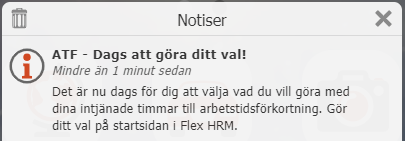 Notiser
ATF - Dags att göra ditt val!
Mindre än 1 minut sedan
Det är nu dags för dig att välja vad du vill göra med
dina intjänade timmar till arbetstidsförkortning. Gör
ditt val på startsidan i Flex HRM.